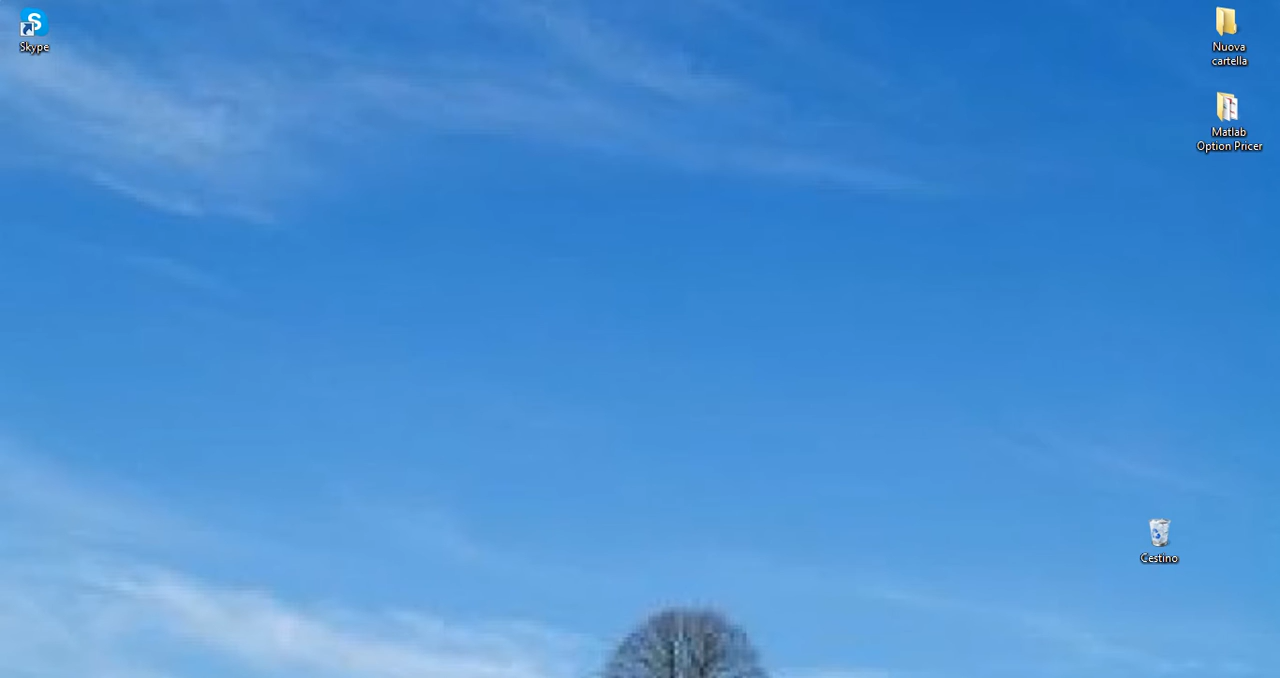 Skype
Nuova
cartella
Matlab
Option Pricer
Cestino